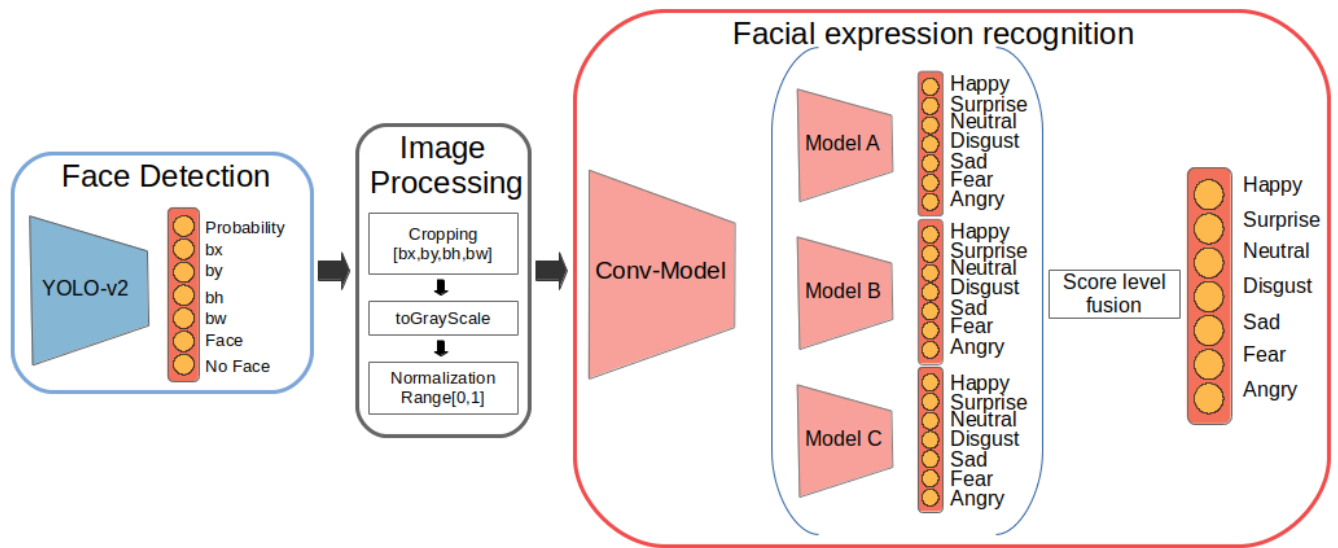 Face Detection
YOLO-v2
Probability
bx
by
bh
bw
Face
No Face
Image
Processing
Cropping
[bx,by,bh,bw]
toGrayScale
Normalization
Range[0,1]
Facial expression recognition
Conv-Model
Model A
Happy
Surprise
Neutral
Disgust
Sad
Fear
Angry
Model B
Happy
Surprise
Neutral
Disgust
Sad
Fear
Angry
Model C
Happy
Surprise
Neutral
Disgust
Sad
Fear
Angry
Score level
fusion
Happy
Surprise
Neutral
Disgust
Sad
Fear
Angry